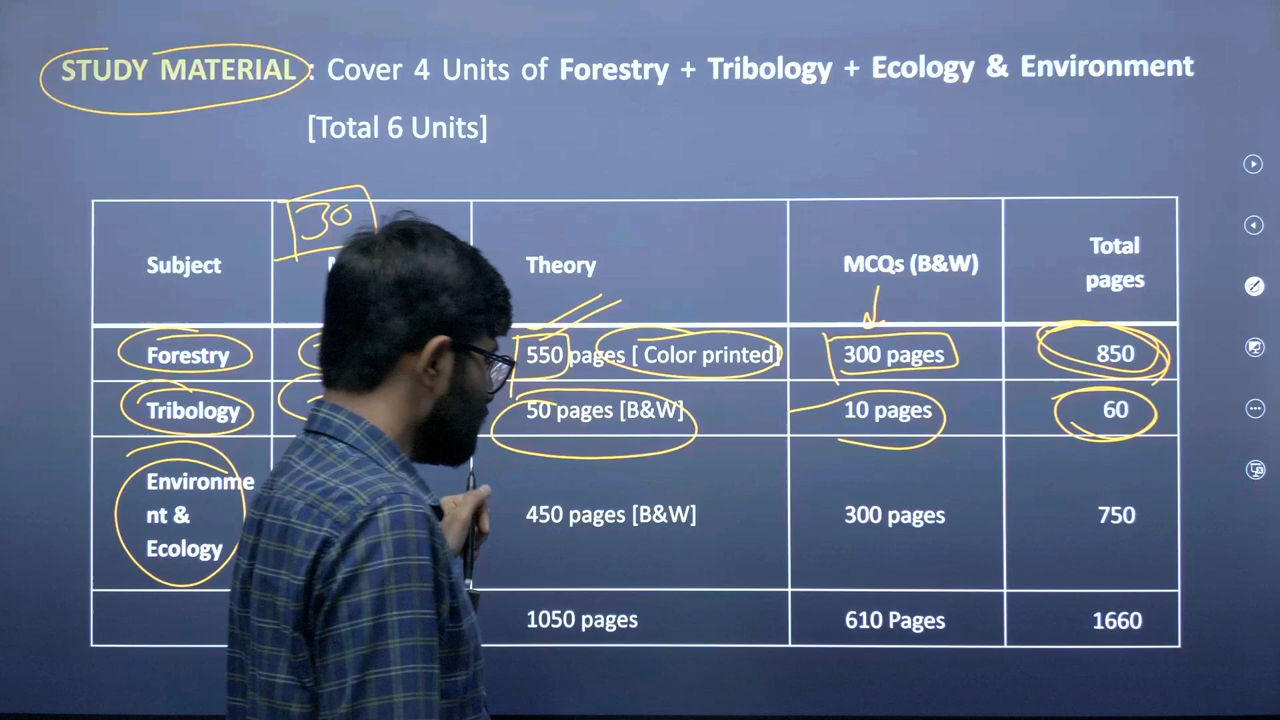 STUDY MATERIAL : Cover 4 Units of Forestry + Tribology + Ecology & Environment
[Total 6 Units]
30
Subject
Theory
MCQs (B&W)
Total
pages
Forestry
550 pages [ Color printed]
300 pages
850
Tribology
50 pages [B&W]
10 pages
60
Environme
nt &
Ecology
450 pages [B&W]
300 pages
750
1050 pages
610 Pages
1660